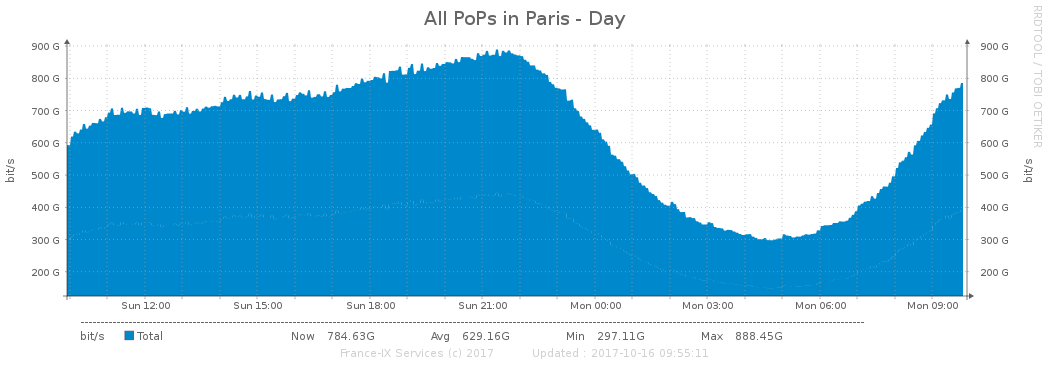 All PoPs in Paris - Day
RRDTOOL / TOBI OETIKER
900 G 900 G
800 G 800 G
700 G 700 G
600 G 600 G
bit/s bit/s
500 G 500 G
400 G 400 G
300 G 300 G
200 G 200 G
Sun 12:00 Sun 15:00 Sun 18:00 Sun 21:00 Mon 00:00 Mon 03:00 Mon 06:00 Mon 09:00
bit/s Total Now 784.63G Avg 629.16G Min 297.11G Max 888.45G
France-IX Services (c) 2017 Updated : 2017-10-16 09:55:11